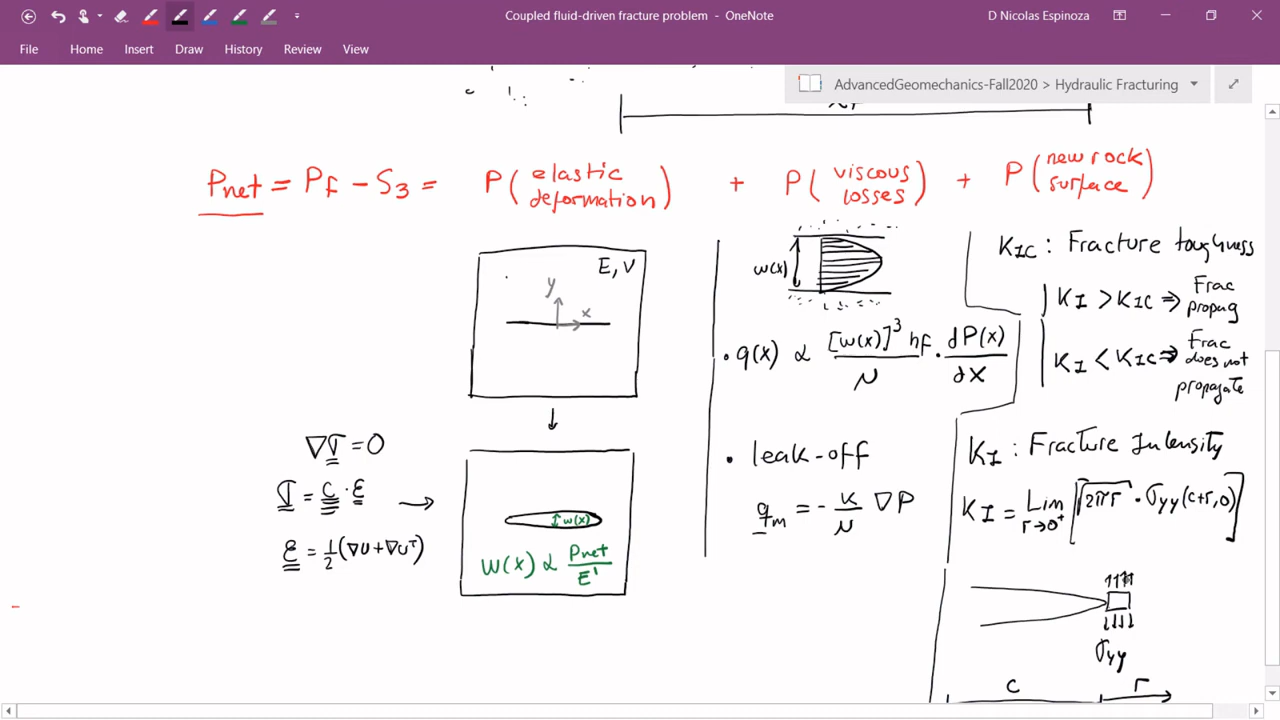 Coupled fluid-driven fracture problem - OneNote
D Nicolas Espinoza
File Home Insert Draw History Review View
AdvancedGeomechanics-Fall2020 > Hydraulic Fracturing
Pnet = Pf - S3 = P(elastic deformation) + P(viscous losses) + P(new rock surface)
E, ν
y
x
∇σ = 0
σ = C · ε
ε = 1/2 (∇u + ∇uᵀ)
w(x)
W(x) ∝ Pnet / E'
w(x)
• q(x) ∝ [w(x)]³ hf / μ · dP(x) / dx
• leak-off
qm = - k/μ ∇P
KIC : Fracture toughness
KI > KIC ⇒ Frac propag
KI < KIC ⇒ Frac does not propagate
KI : Fracture Intensity
KI = Lim r→0⁺ [√2πr · σyy(c+r,0)]
σyy
c
r